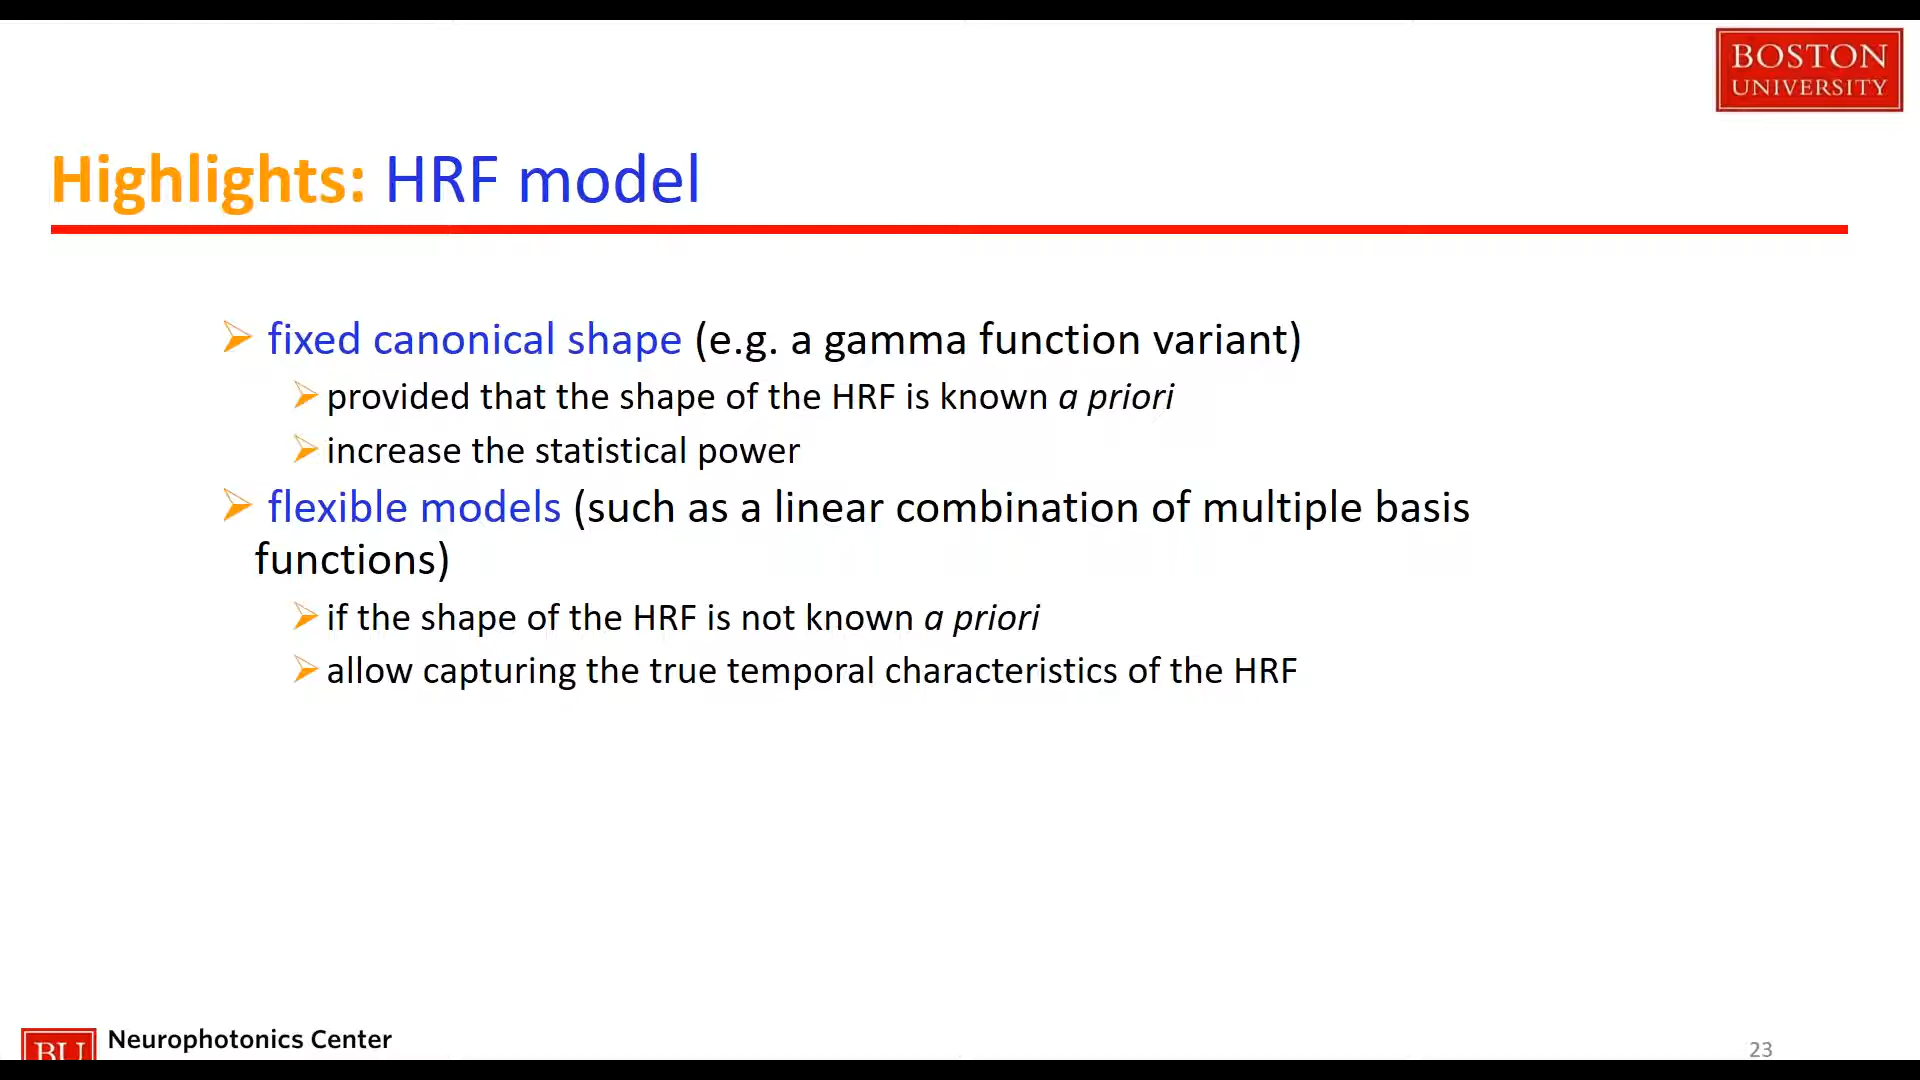 BOSTON
UNIVERSITY
Highlights: HRF model
fixed canonical shape (e.g. a gamma function variant)
provided that the shape of the HRF is known a priori
increase the statistical power
flexible models (such as a linear combination of multiple basis
functions)
if the shape of the HRF is not known a priori
allow capturing the true temporal characteristics of the HRF
BU
Neurophotonics Center
23